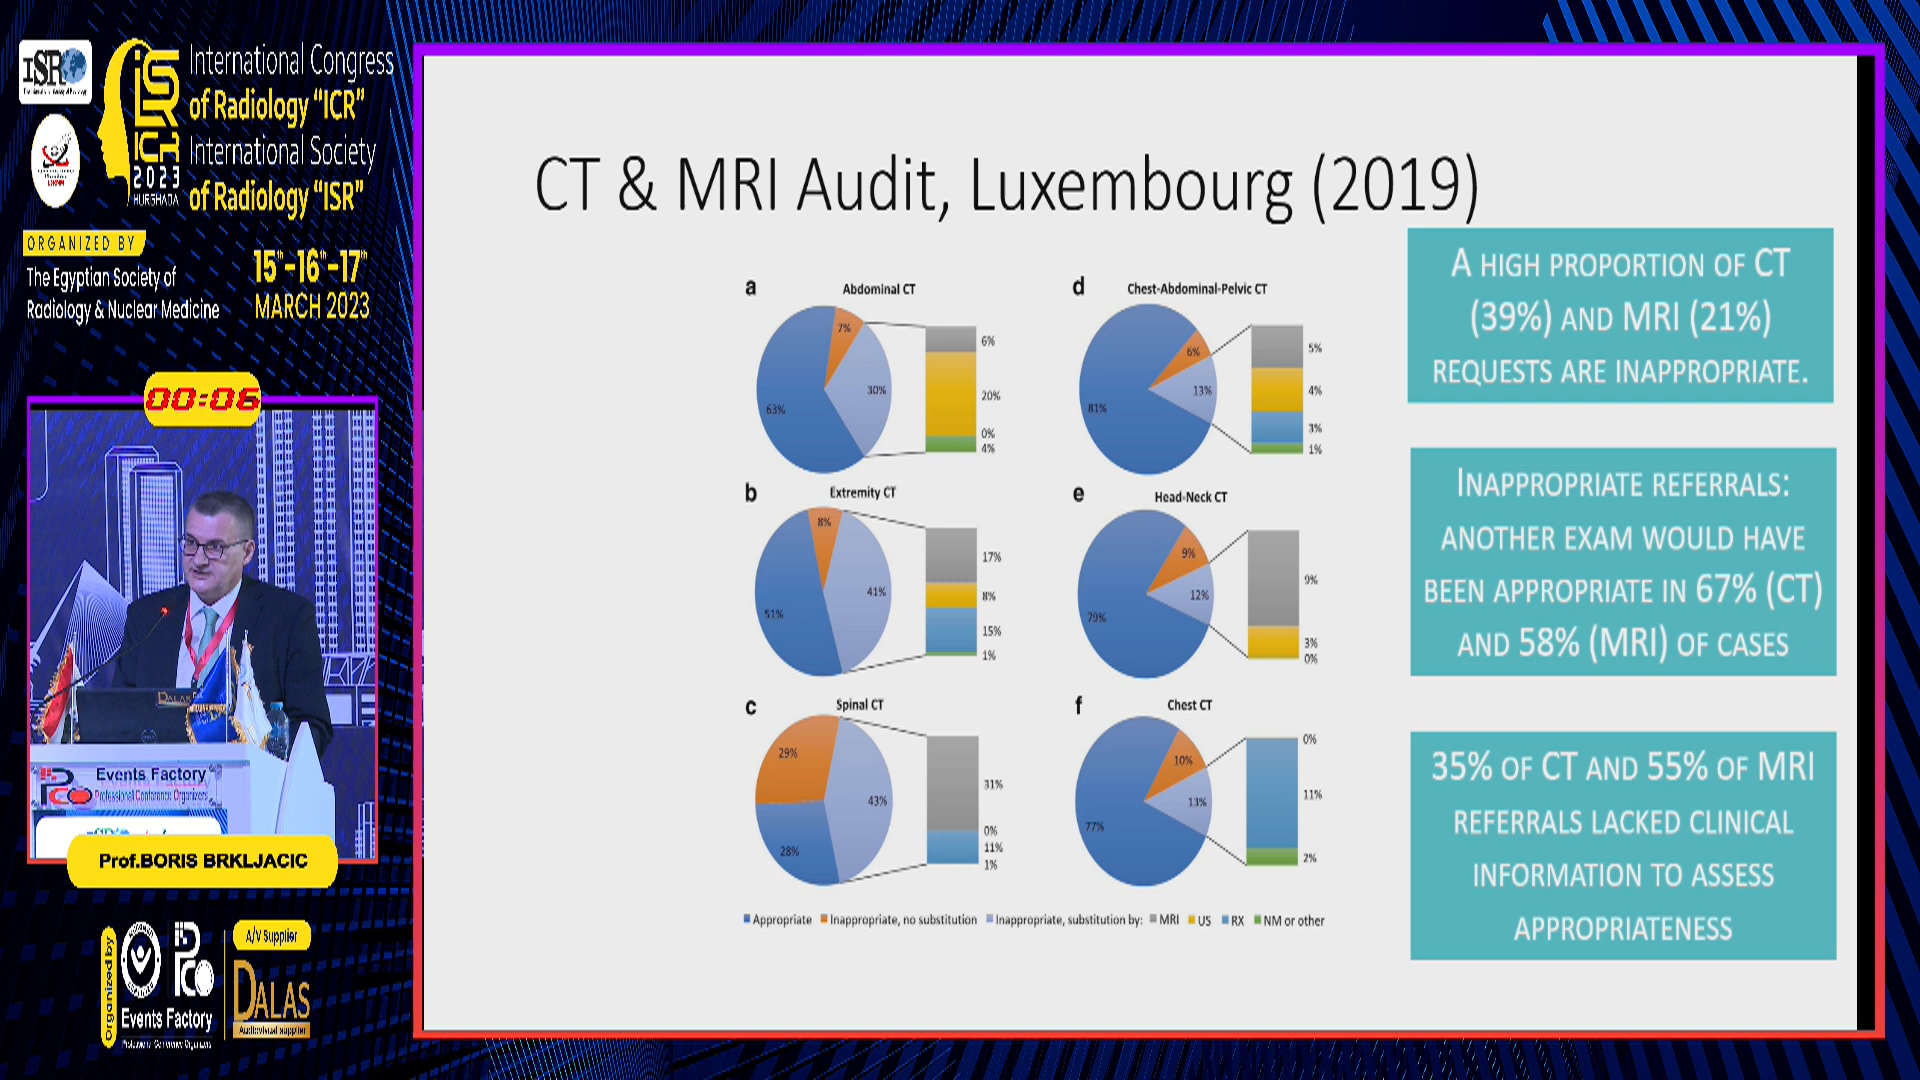 ISR
iS
LR
ICR
2023
HURGHADA
International Congress
of Radiology “ICR”
International Society
of Radiology “ISR”
ORGANIZED BY
The Egyptian Society of
Radiology & Nuclear Medicine
15th-16th-17th
MARCH 2023
00:06
DALAS
Events Factory
Professional Conference Organizers
Prof.BORIS BRKLJACIC
Organized by
Events Factory
Professional Conference Organizers
A/V Supplier
DALAS
Audiovisual supplier
CT & MRI Audit, Luxembourg (2019)
a
Abdominal CT
7%
30%
63%
6%
20%
0%
4%
b
Extremity CT
8%
41%
51%
17%
8%
15%
1%
c
Spinal CT
29%
43%
28%
31%
0%
11%
1%
d
Chest-Abdominal-Pelvic CT
6%
13%
81%
5%
4%
3%
1%
e
Head-Neck CT
9%
12%
79%
9%
3%
0%
f
Chest CT
10%
13%
77%
0%
11%
2%
Appropriate Inappropriate, no substitution Inappropriate, substitution by: MRI US RX NM or other
A HIGH PROPORTION OF CT
(39%) AND MRI (21%)
REQUESTS ARE INAPPROPRIATE.
INAPPROPRIATE REFERRALS:
ANOTHER EXAM WOULD HAVE
BEEN APPROPRIATE IN 67% (CT)
AND 58% (MRI) OF CASES
35% OF CT AND 55% OF MRI
REFERRALS LACKED CLINICAL
INFORMATION TO ASSESS
APPROPRIATENESS